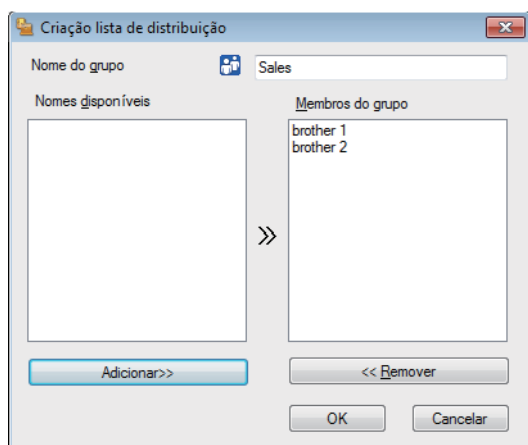 Criação lista de distribuição
Nome do grupo
Sales
Nomes disponíveis
Membros do grupo
brother 1
brother 2
Adicionar>>
<< Remover
OK
Cancelar